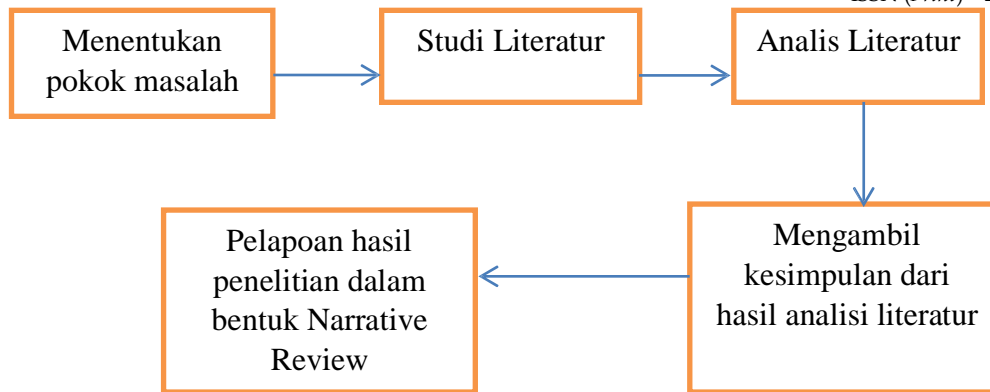 Menentukan
pokok masalah
Studi Literatur
Analis Literatur
Mengambil
kesimpulan dari
hasil analisi literatur
Pelapoan hasil
penelitian dalam
bentuk Narrative
Review